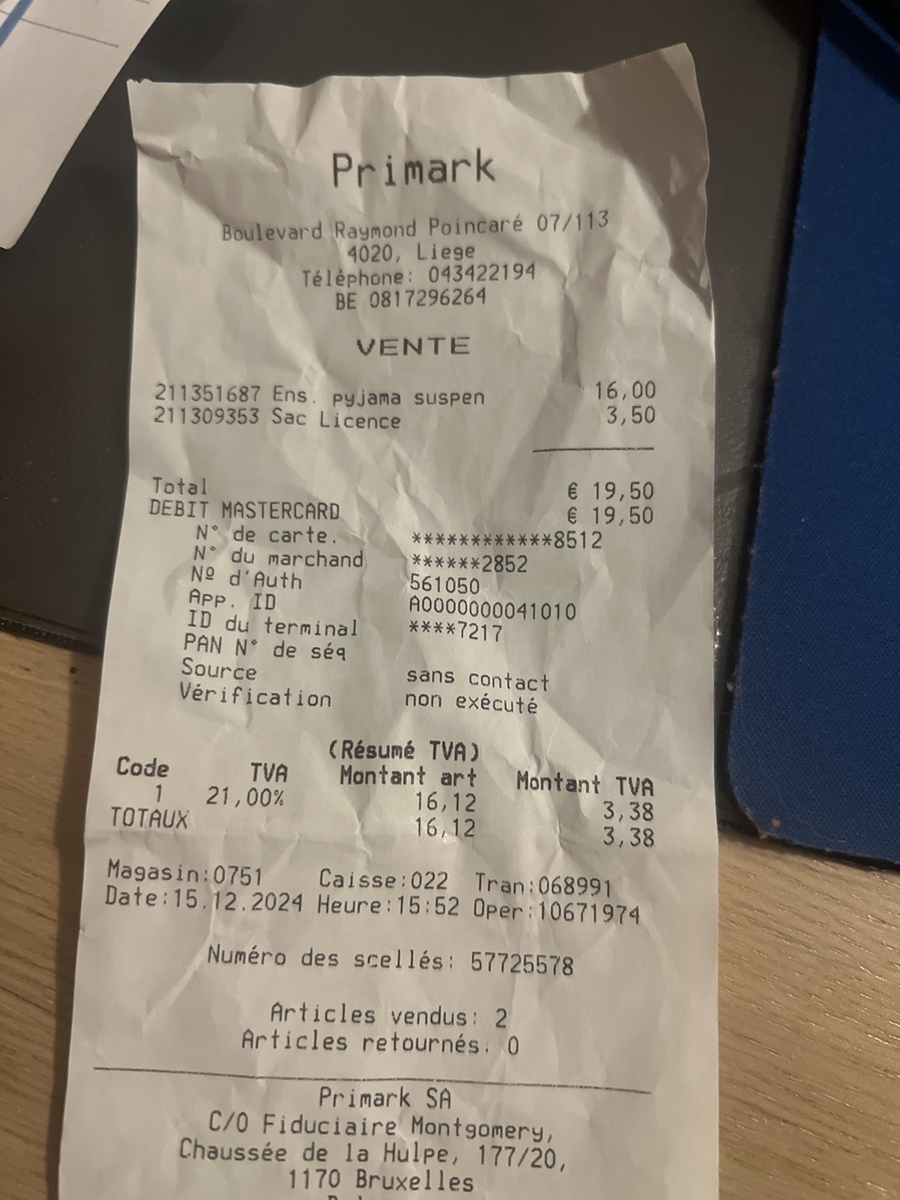 Primark
Boulevard Raymond Poincaré 07/113
4020, Liege
Téléphone: 043422194
BE 0817296264
VENTE
211351687 Ens. pyjama suspen 16,00
211309353 Sac Licence 3,50
Total € 19,50
DEBIT MASTERCARD € 19,50
N° de carte. ************8512
N° du marchand ******2852
Nº d'Auth 561050
App. ID A0000000041010
ID du terminal ****7217
PAN N° de séq
Source sans contact
Vérification non exécuté
(Résumé TVA)
Code TVA Montant art Montant TVA
1 21,00% 16,12 3,38
TOTAUX 16,12 3,38
Magasin:0751 Caisse:022 Tran:068991
Date:15.12.2024 Heure:15:52 Oper:10671974
Numéro des scellés: 57725578
Articles vendus: 2
Articles retournés. 0
Primark SA
C/O Fiduciaire Montgomery,
Chaussée de la Hulpe, 177/20,
1170 Bruxelles